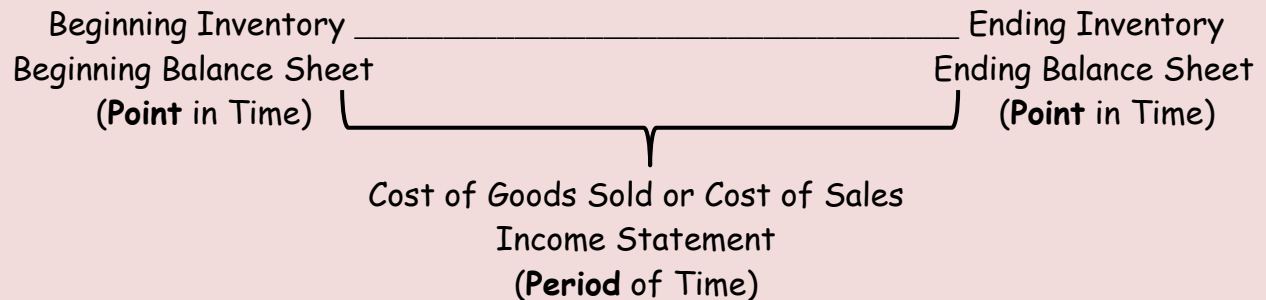 Beginning Inventory ______________________________________ Ending Inventory
Beginning Balance Sheet Ending Balance Sheet
(Point in Time) (Point in Time)
Cost of Goods Sold or Cost of Sales
Income Statement
(Period of Time)